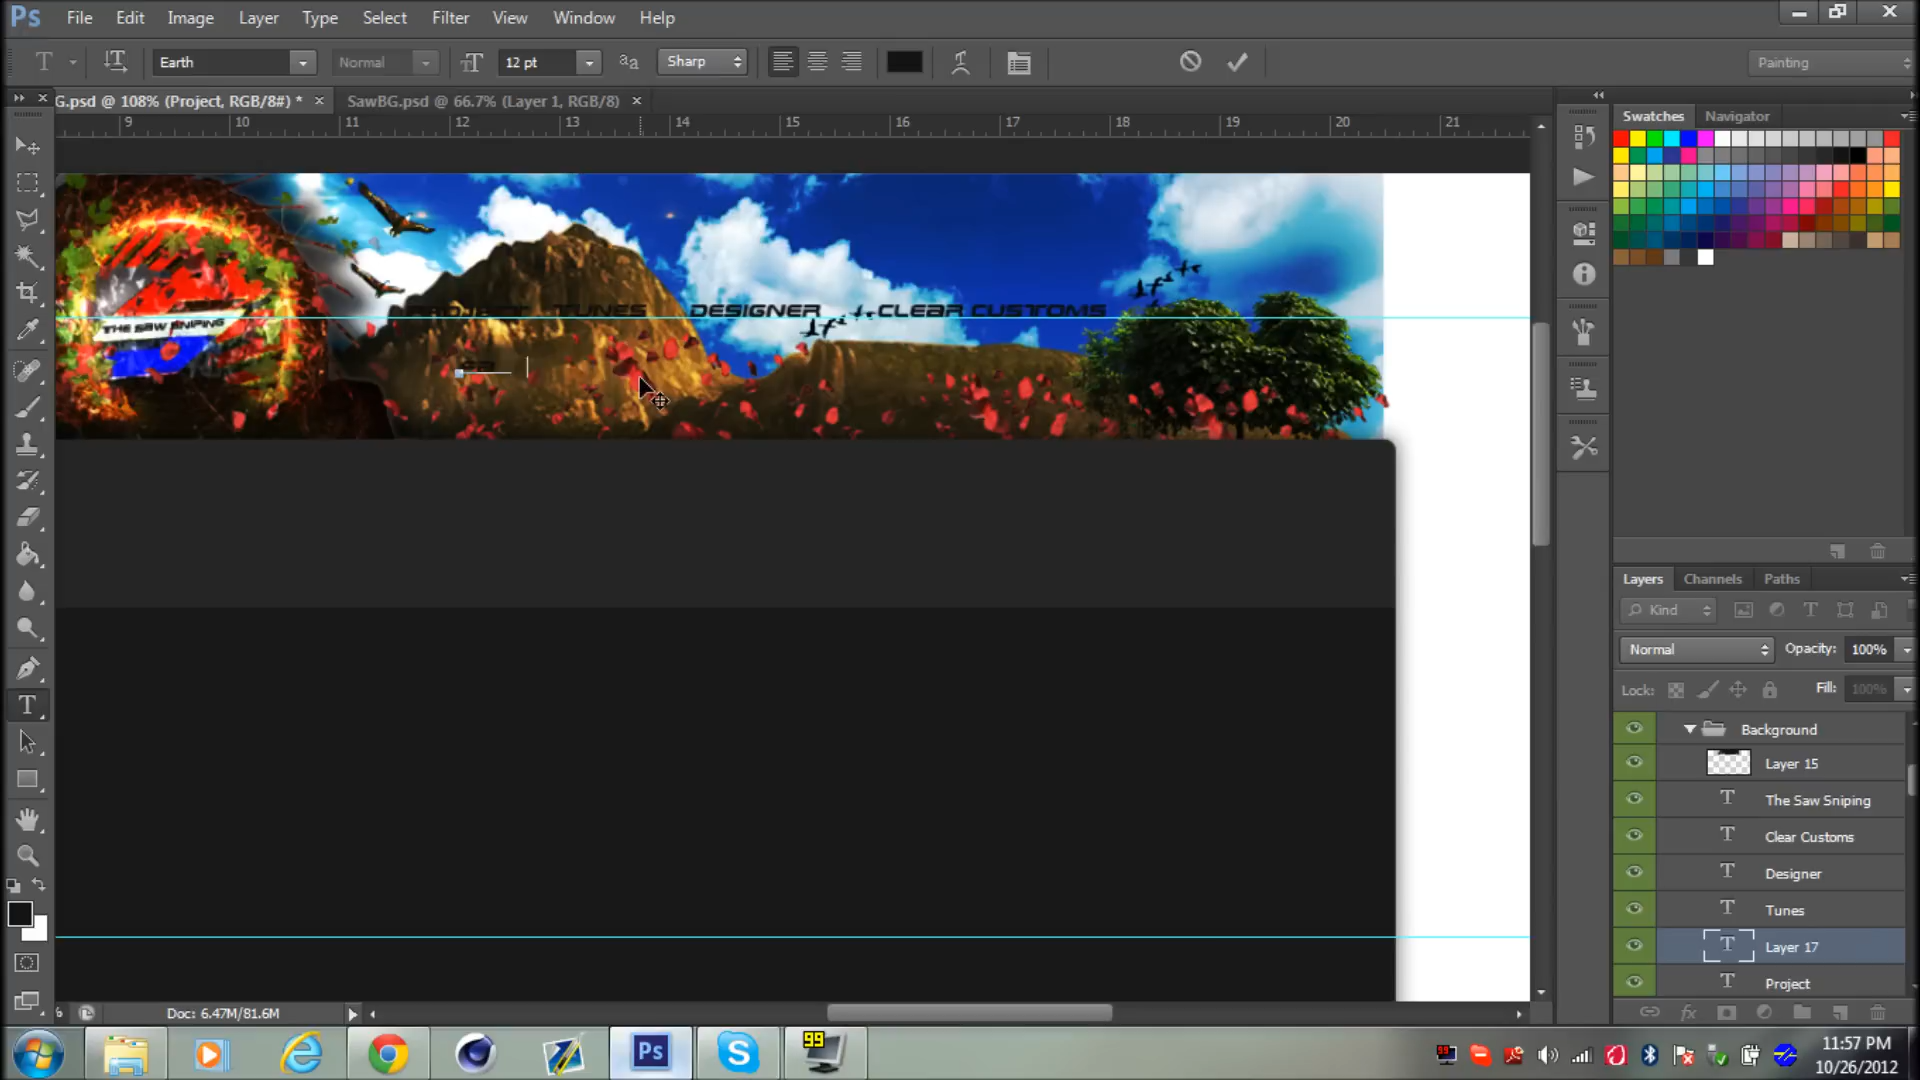 Ps File Edit Image Layer Type Select Filter View Window Help
Earth Normal 12 pt Sharp Painting
G.psd @ 108% (Project, RGB/8#) * × SawBG.psd @ 66.7% (Layer 1, RGB/8) ×
9 10 11 12 13 14 15 16 17 18 19 20 21
Swatches Navigator
PROJECT TUNES DESIGNER CLEAR CUSTOMS
THE SAW SNIPING
Layers Channels Paths
Kind
Normal Opacity: 100%
Lock: Fill: 100%
Background
Layer 15
The Saw Sniping
Clear Customs
Designer
Tunes
Layer 17
Project
Doc: 6.47M/81.6M
Ps 99 99
11:57 PM
10/26/2012